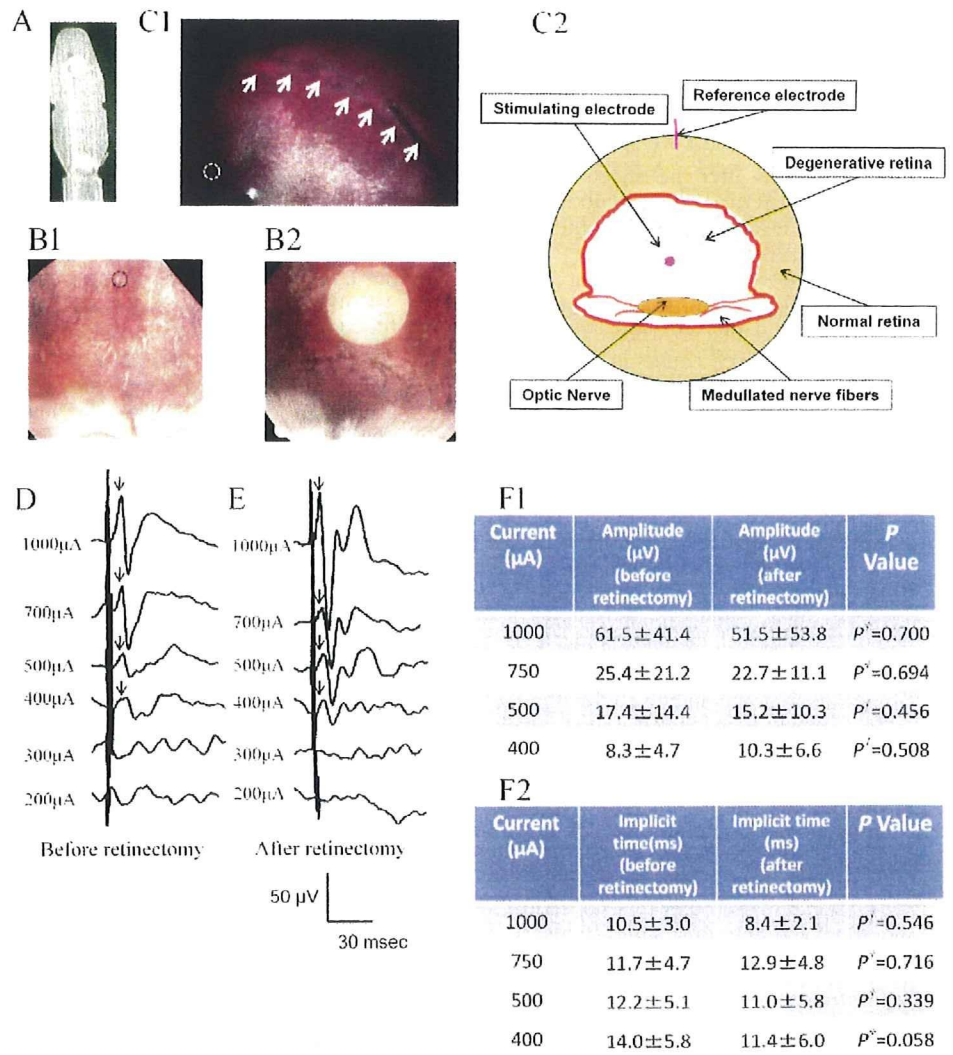 A
C1
C2
Reference electrode
Stimulating electrode
Degenerative retina
Normal retina
Optic Nerve
Medullated nerve fibers
B1
B2
D
1000μA
700μA
500μA
400μA
300μA
200μA
Before retinectomy
E
1000μA
700μA
500μA
400μA
300μA
200μA
After retinectomy
50 μV
30 msec
F1
Current (μA) Amplitude (μV) (before retinectomy) Amplitude (μV) (after retinectomy) P Value
1000 61.5±41.4 51.5±53.8 P*=0.700
750 25.4±21.2 22.7±11.1 P*=0.694
500 17.4±14.4 15.2±10.3 P*=0.456
400 8.3±4.7 10.3±6.6 P*=0.508
F2
Current (μA) Implicit time(ms) (before retinectomy) Implicit time (ms) (after retinectomy) P Value
1000 10.5±3.0 8.4±2.1 P*=0.546
750 11.7±4.7 12.9±4.8 P*=0.716
500 12.2±5.1 11.0±5.8 P*=0.339
400 14.0±5.8 11.4±6.0 P*=0.058